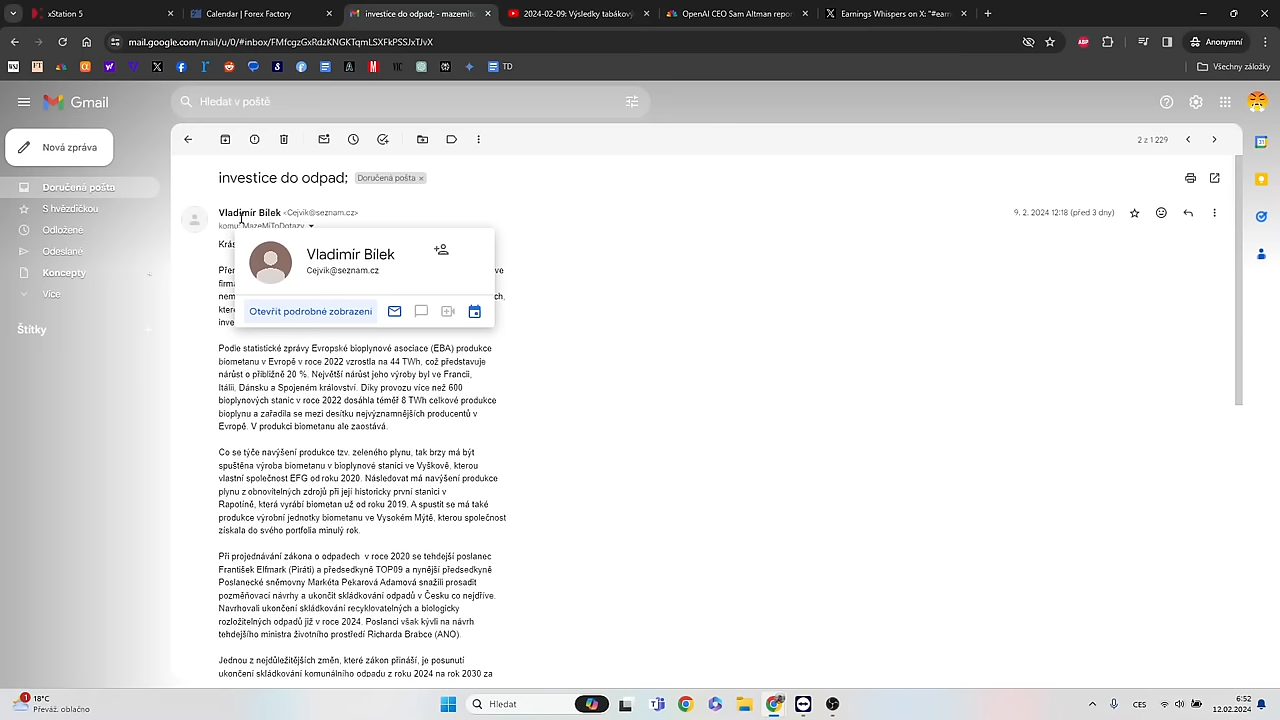 xStation 5
Calendar | Forex Factory
investice do odpad; - mazemito
2024-02-09: Výsledky tabákový
OpenAI CEO Sam Altman repor
Earnings Whispers on X: "#earn
mail.google.com/mail/u/0/#inbox/FMfcgzGxRdzKNGKTqmLSXFkPSSJxTJvX
Anonymní
TD
Všechny záložky
Gmail
Hledat v poště
Nová zpráva
2 z 1 229
Doručená pošta
S hvězdičkou
Odložené
Odeslané
Koncepty
Více
Štítky
investice do odpad;
Doručená pošta ×
Vladimír Bílek <Cejvik@seznam.cz>
9. 2. 2024 12:18 (před 3 dny)
komu: MazeMiToDotazy
Vladimír Bílek
Cejvik@seznam.cz
Otevřít podrobné zobrazení
Podle statistické zprávy Evropské bioplynové asociace (EBA) produkce
biometanu v Evropě v roce 2022 vzrostla na 44 TWh, což představuje
nárůst o přibližně 20 %. Největší nárůst jeho výroby byl ve Francii,
Itálii, Dánsku a Spojeném království. Díky provozu více než 600
bioplynových stanic v roce 2022 dosáhla téměř 8 TWh celkové produkce
bioplynu a zařadila se mezi desítku nejvýznamnějších producentů v
Evropě. V produkci biometanu ale zaostává.
Co se týče navýšení produkce tzv. zeleného plynu, tak brzy má být
spuštěna výroba biometanu v bioplynové stanici ve Vyškově, kterou
vlastní společnost EFG od roku 2020. Následovat má navýšení produkce
plynu z obnovitelných zdrojů při její historicky první stanici v
Rapotíně, která vyrábí biometan už od roku 2019. A spustit se má také
produkce výrobní jednotky biometanu ve Vysokém Mýtě, kterou společnost
získala do svého portfolia minulý rok.
Při projednávání zákona o odpadech v roce 2020 se tehdejší poslanec
František Elfmark (Piráti) a předsedkyně TOP09 a nynější předsedkyně
Poslanecké sněmovny Markéta Pekarová Adamová snažili prosadit
pozměňovací návrhy a ukončit skládkování odpadů v Česku co nejdříve.
Navrhovali ukončení skládkování recyklovatelných a biologicky
rozložitelných odpadů již v roce 2024. Poslanci však kývli na návrh
tehdejšího ministra životního prostředí Richarda Brabce (ANO).
Jednou z nejdůležitějších změn, které zákon přináší, je posunutí
ukončení skládkování komunálního odpadu z roku 2024 na rok 2030 za
18°C
Převáž. oblačno
Hledat
CES
6:52
12.02.2024